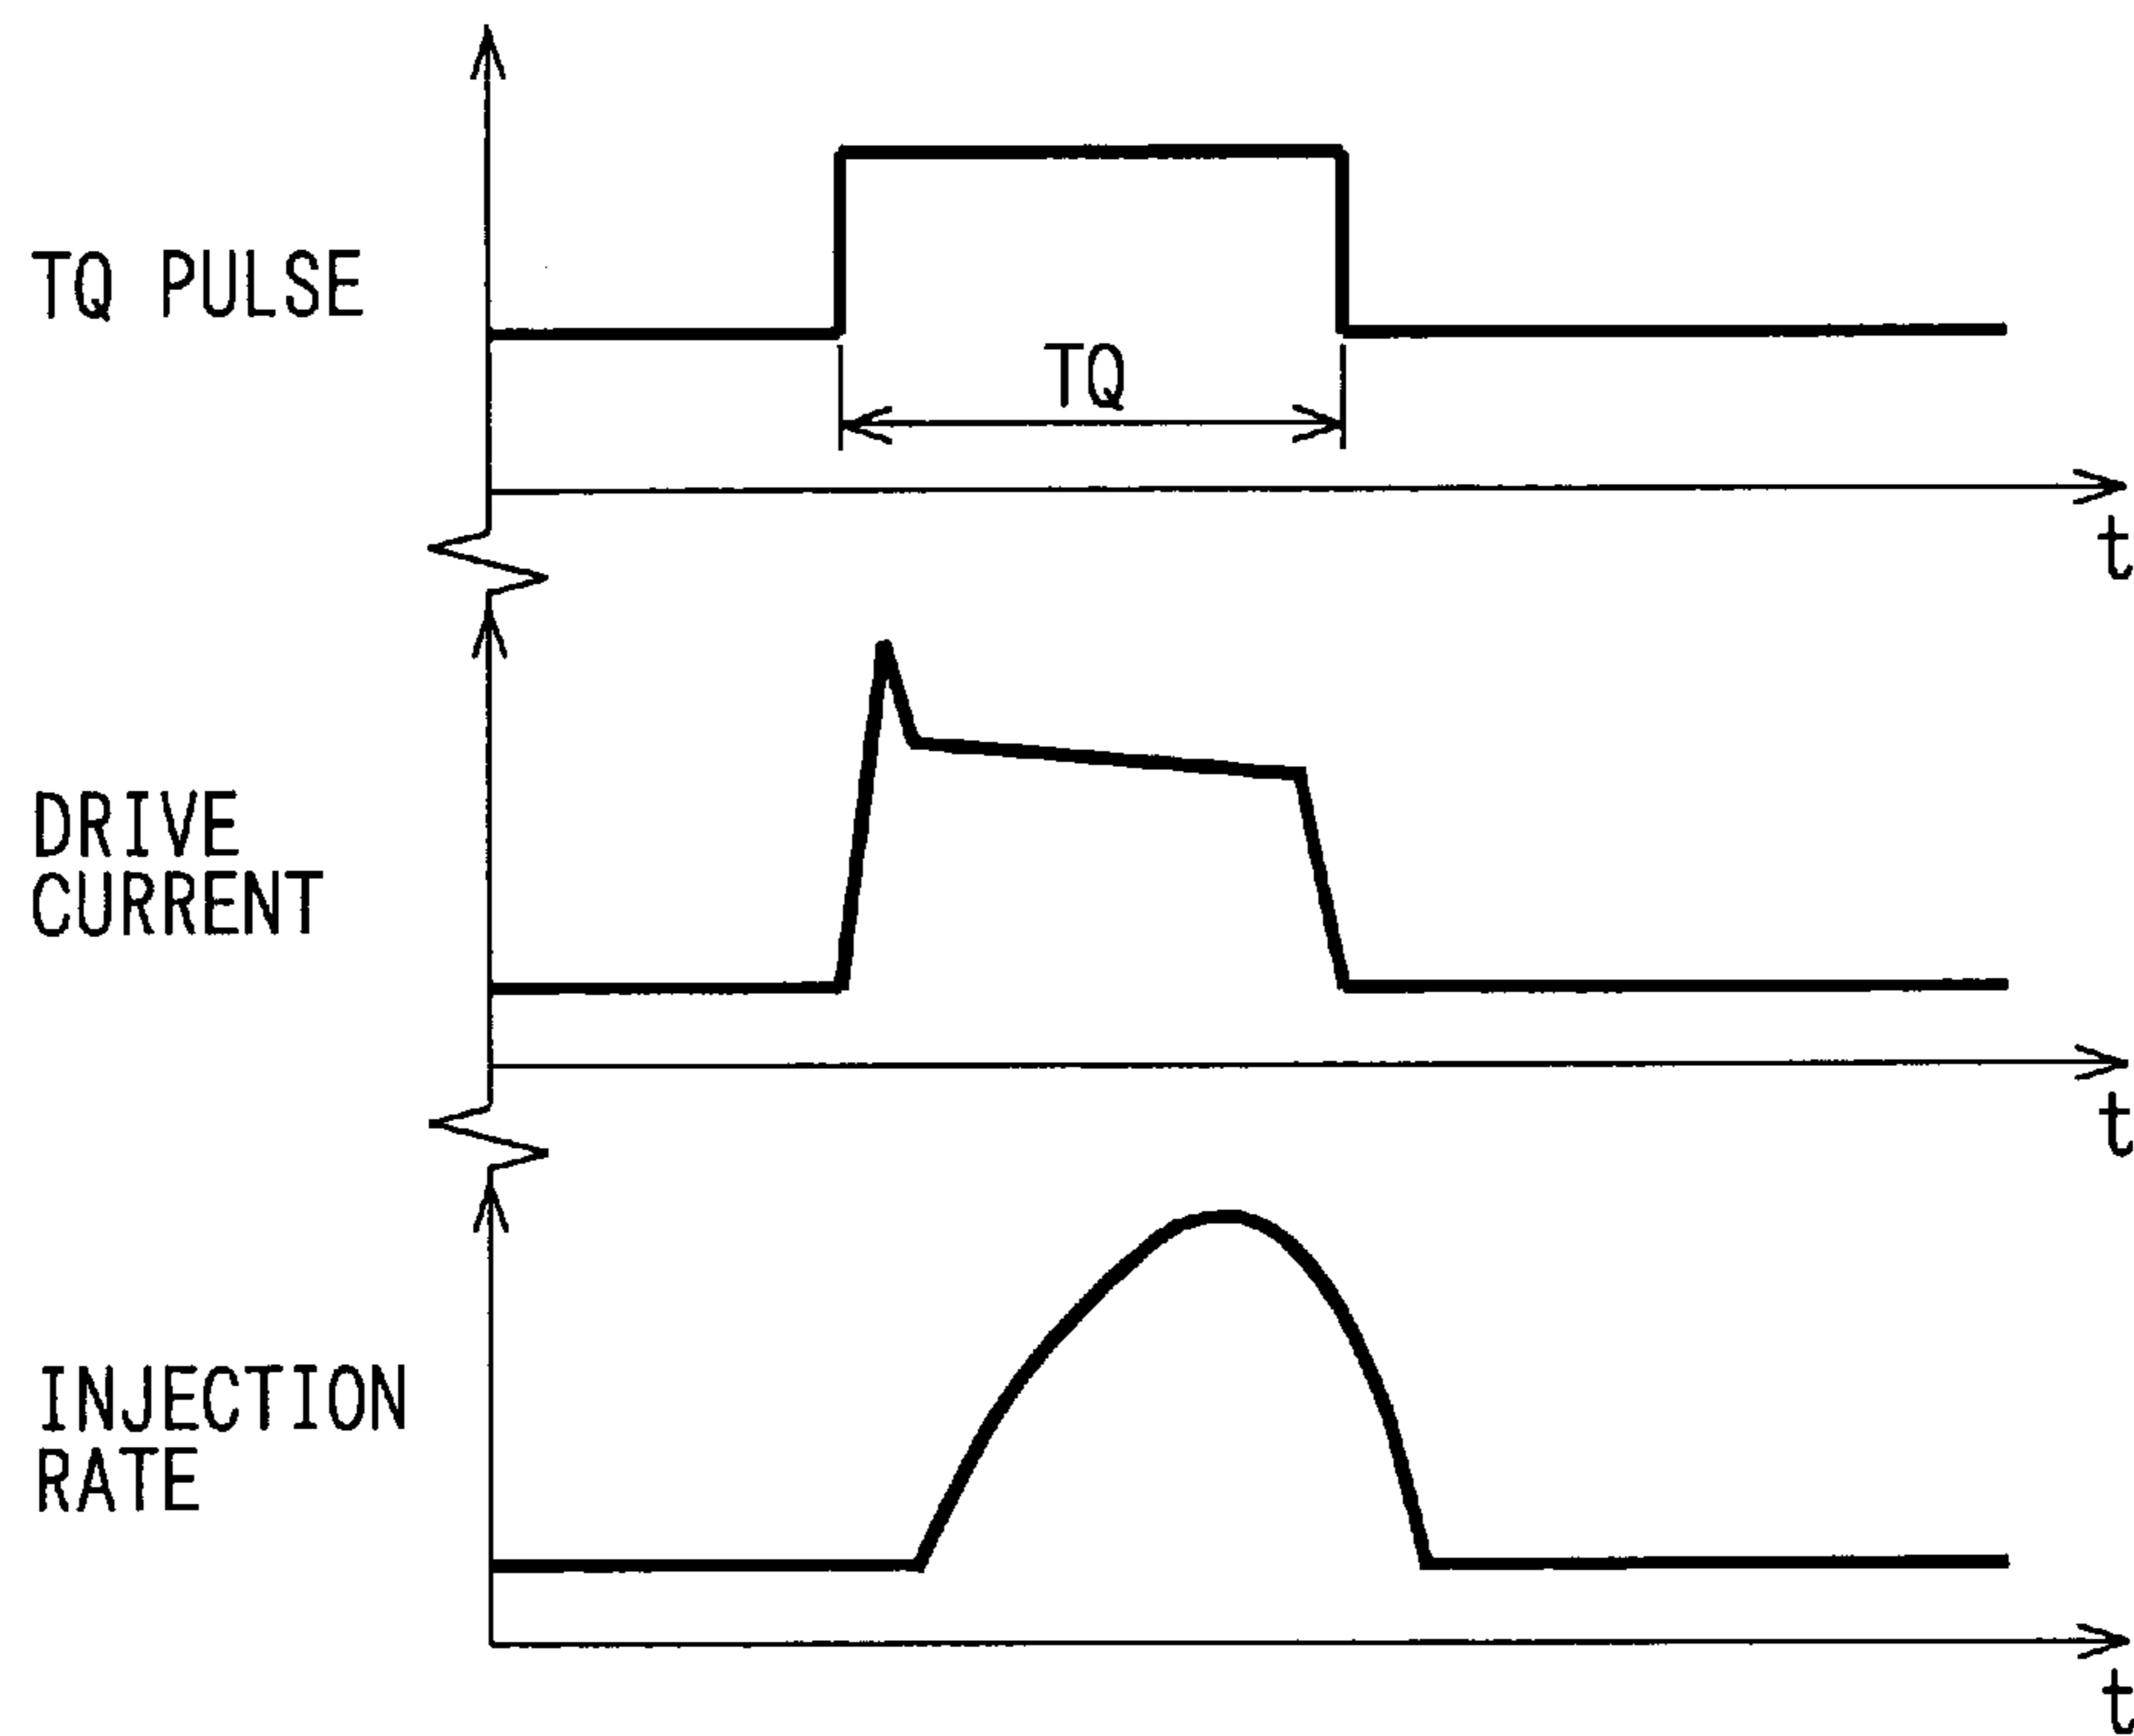 TQ PULSE
TQ
t
DRIVE
CURRENT
t
INJECTION
RATE
t